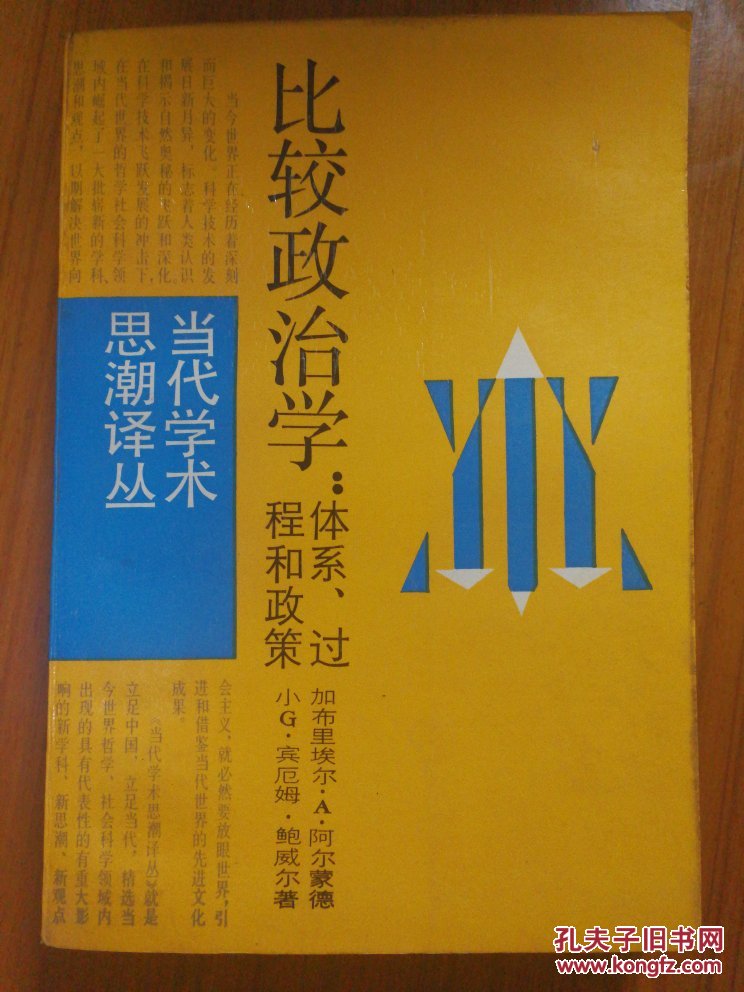 比较政治学：
体系、过
程和政策
加布里埃尔·A·阿尔蒙德
小G·宾厄姆·鲍威尔著
当今世界正在经历着深刻
而巨大的变化。科学技术的发
展日新月异，标志着人类认识
和揭示自然奥秘的跃和深化。
在科学技术飞跃发展的冲击下，
在当代世界的哲学社会科学领
域内崛起了一大批崭新的学科、
思潮和观点，以期解决世界向
当代学术
思潮译丛
会主义，就必然要放眼世界，引
进和借鉴当代世界的先进文化
成果。
《当代学术思潮译丛》就是
立足中国，立足当代，精选当
今世界哲学、社会科学领域内
出现的具有代表性的有重大影
响的新学科、新思潮、新观点
孔夫子旧书网
www.kongfz.com